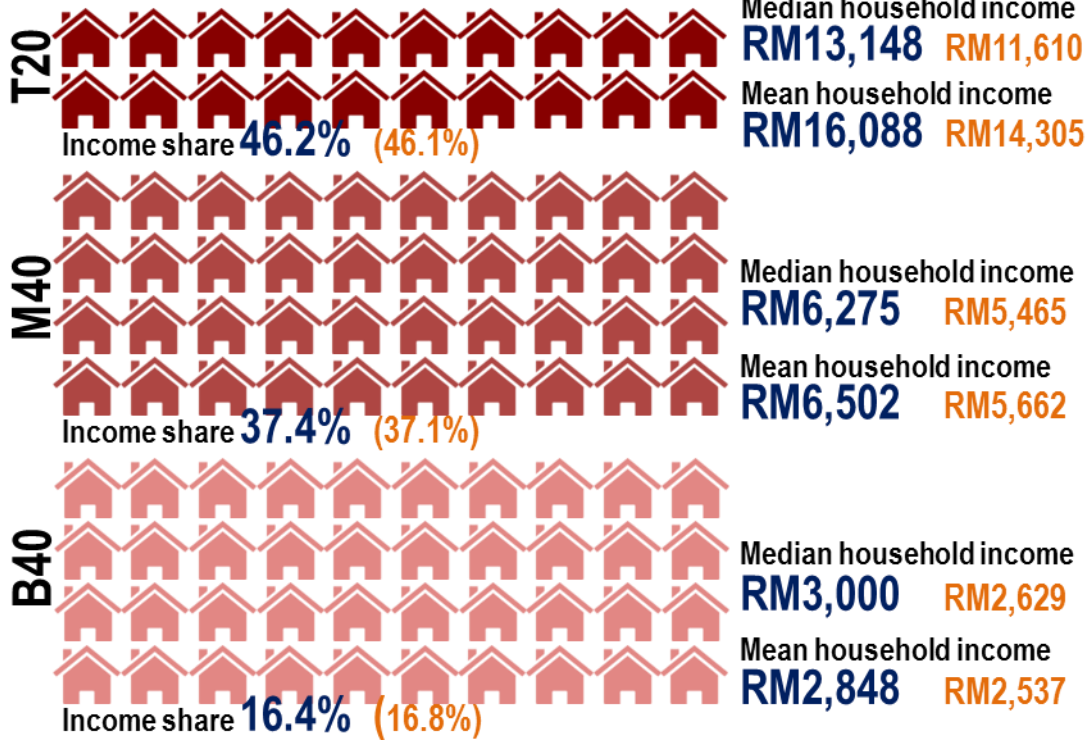 T20
Median household income
RM13,148 RM11,610
Mean household income
RM16,088 RM14,305
Income share 46.2% (46.1%)
M40
Median household income
RM6,275 RM5,465
Mean household income
RM6,502 RM5,662
Income share 37.4% (37.1%)
B40
Median household income
RM3,000 RM2,629
Mean household income
RM2,848 RM2,537
Income share 16.4% (16.8%)